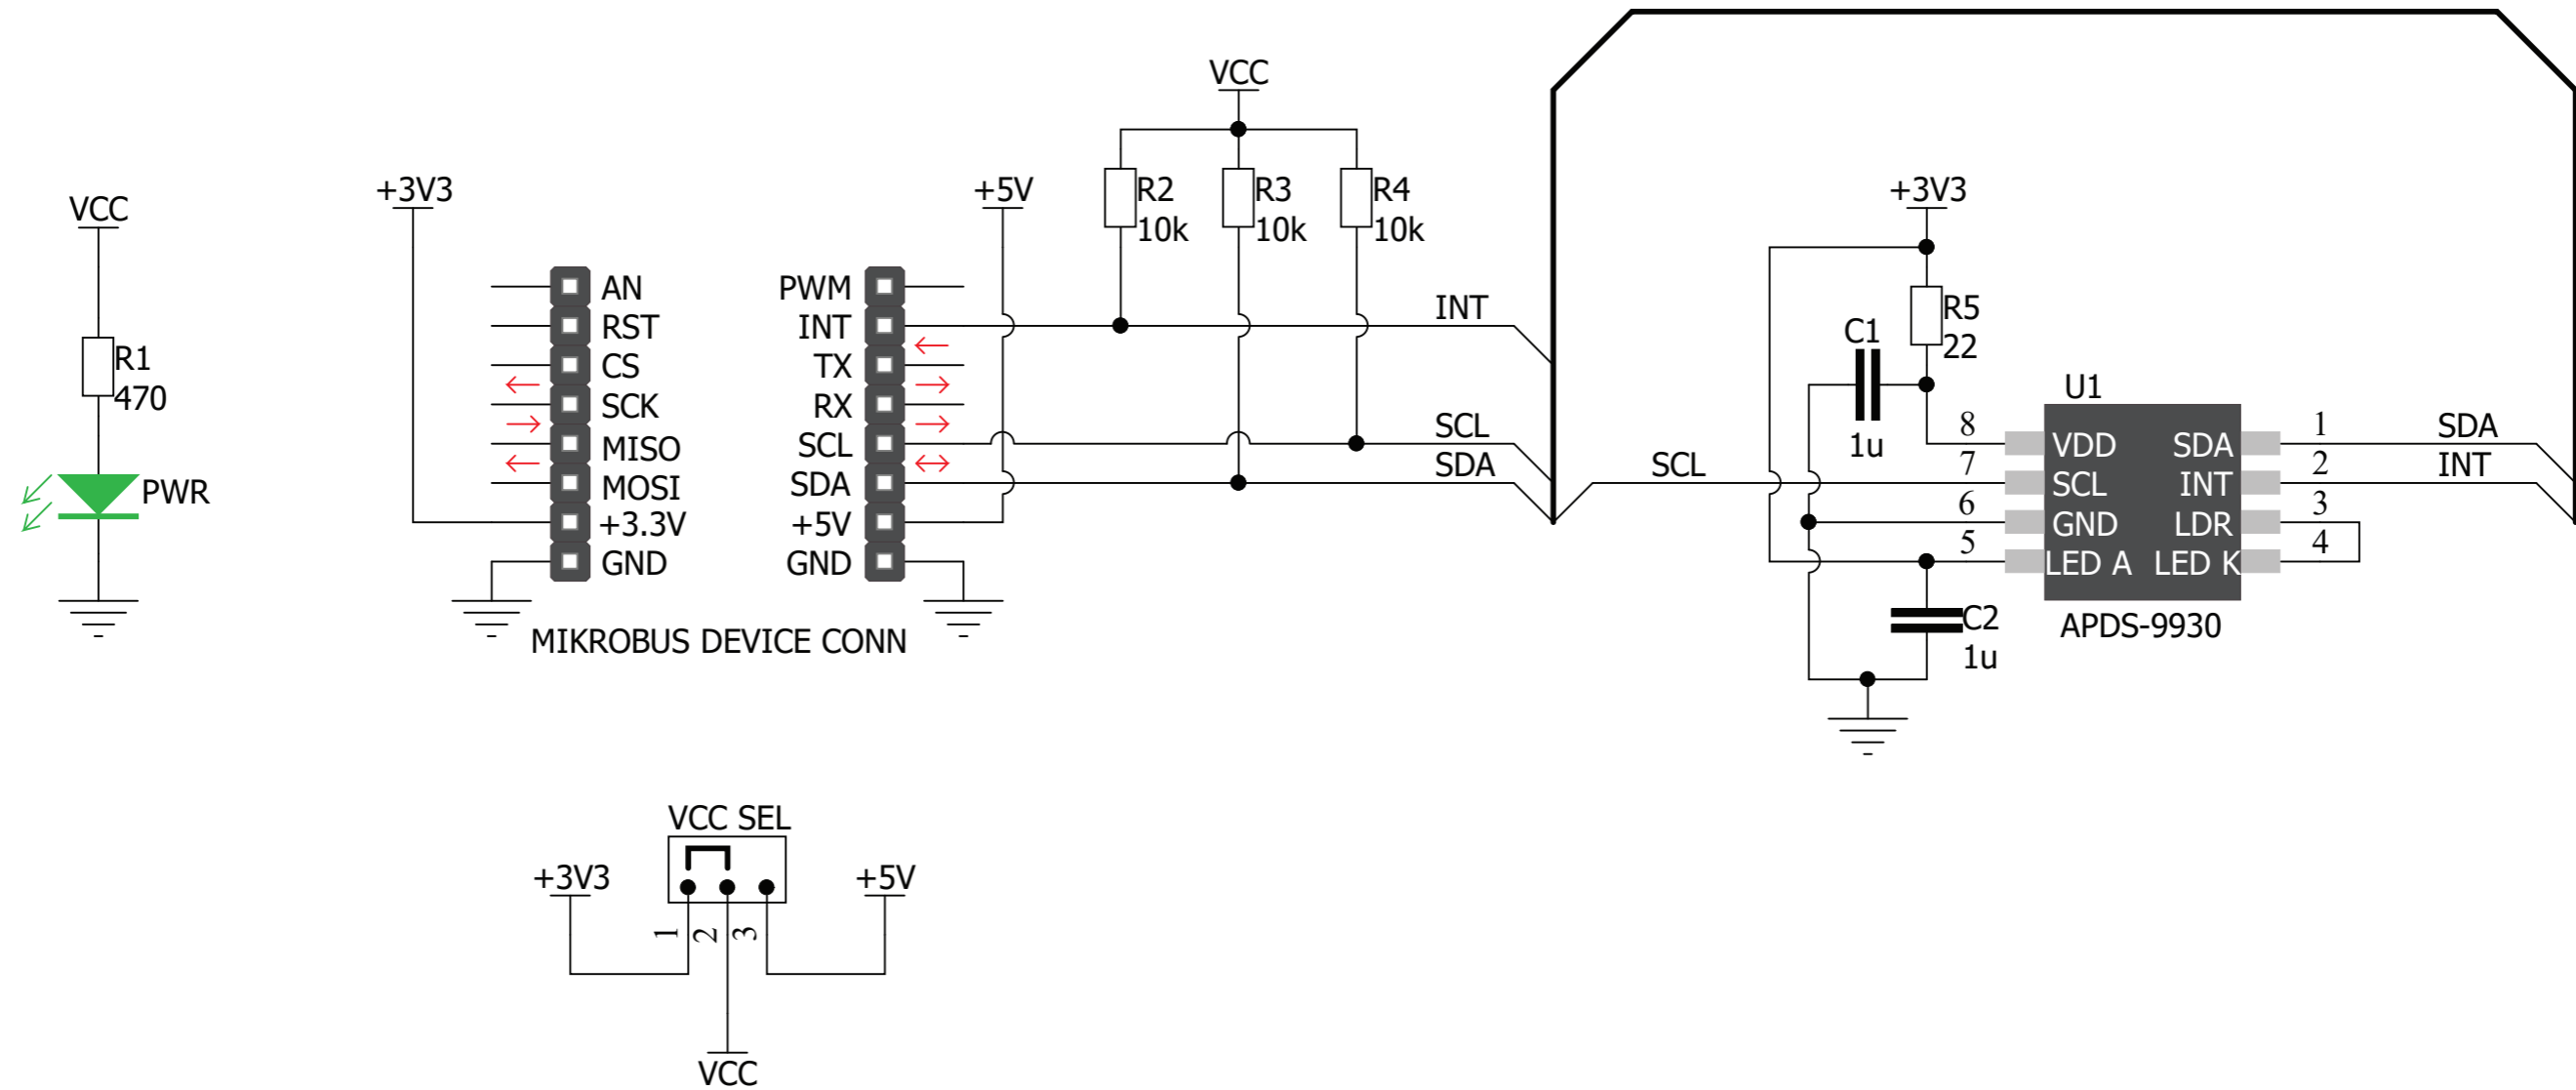 VCC
R1
470
PWR
+3V3
AN
RST
CS
SCK
MISO
MOSI
+3.3V
GND
PWM
INT
TX
RX
SCL
SDA
+5V
GND
MIKROBUS DEVICE CONN
+5V
VCC
R2
10k
R3
10k
R4
10k
INT
SCL
SDA
SCL
+3V3
R5
22
C1
1u
C2
1u
U1
8
7
6
5
VDD
SCL
GND
LED A
SDA
INT
LDR
LED K
1
2
3
4
SDA
INT
APDS-9930
VCC SEL
+3V3
+5V
1
2
3
VCC